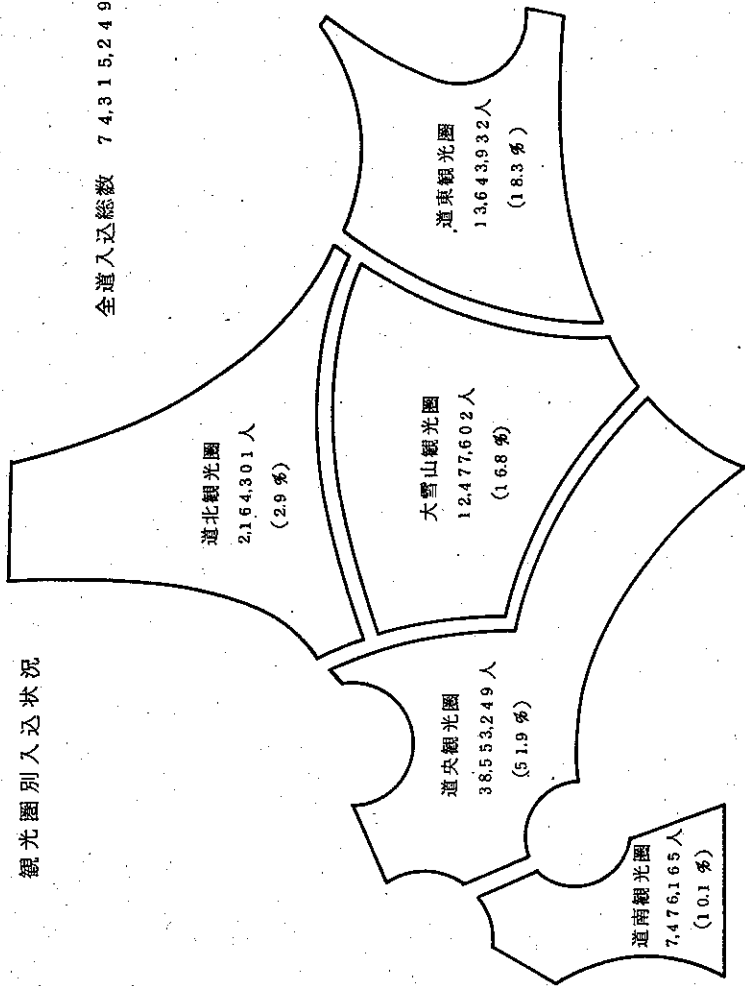 観光圏別入込状況
全道入込総数 74,315,249
道北観光圏
2,164,301人
(2.9%)
道東観光圏
13,643,932人
(18.3%)
大雪山観光圏
12,477,602人
(16.8%)
道央観光圏
38,553,249人
(51.9%)
道南観光圏
7,476,165人
(10.1%)